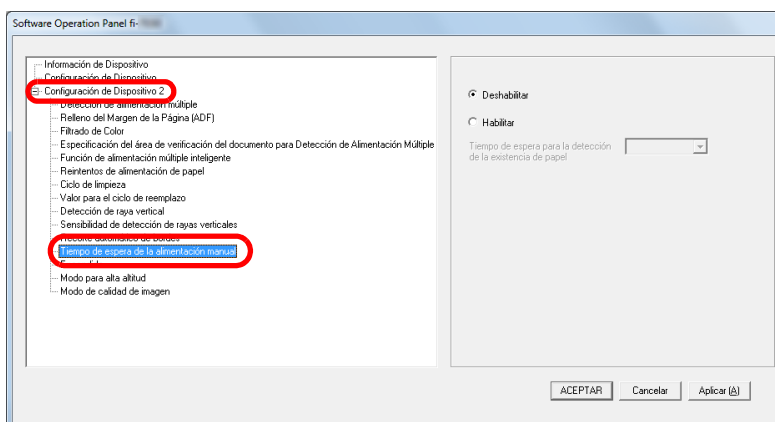 Software Operation Panel fi-
Información de Dispositivo
Configuración de Dispositivo
Configuración de Dispositivo 2
Detección de alimentación múltiple
Relleno del Margen de la Página (ADF)
Filtrado de Color
Especificación del área de verificación del documento para Detección de Alimentación Múltiple
Función de alimentación múltiple inteligente
Reintentos de alimentación de papel
Ciclo de limpieza
Valor para el ciclo de reemplazo
Detección de raya vertical
Sensibilidad de detección de rayas verticales
Recorte automático de bordes
Tiempo de espera de la alimentación manual
Modo para alta altitud
Modo de calidad de imagen
Deshabilitar
Habilitar
Tiempo de espera para la detección
de la existencia de papel
ACEPTAR
Cancelar
Aplicar (A)